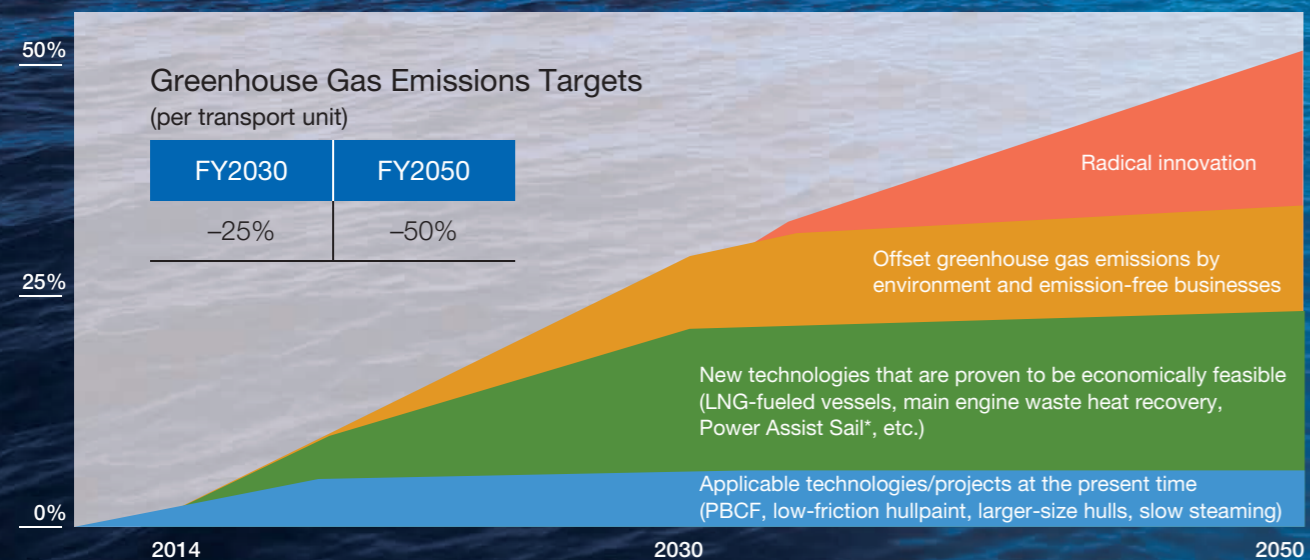 50%
25%
0%
Greenhouse Gas Emissions Targets
(per transport unit)
FY2030 FY2050
–25% –50%
Radical innovation
Offset greenhouse gas emissions by
environment and emission-free businesses
New technologies that are proven to be economically feasible
(LNG-fueled vessels, main engine waste heat recovery,
Power Assist Sail*, etc.)
Applicable technologies/projects at the present time
(PBCF, low-friction hullpaint, larger-size hulls, slow steaming)
2014 2030 2050